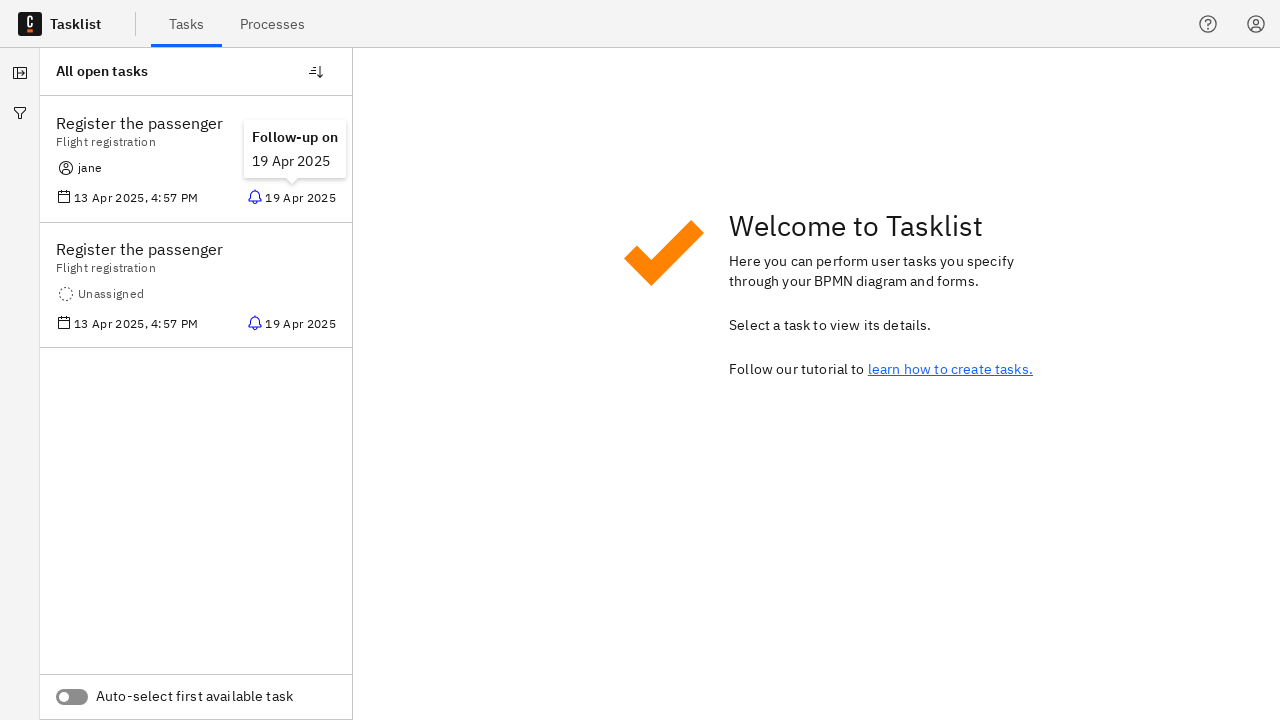 Tasklist
Tasks
Processes
All open tasks
Register the passenger
Flight registration
Follow-up on
19 Apr 2025
jane
13 Apr 2025, 4:57 PM
19 Apr 2025
Register the passenger
Flight registration
Unassigned
13 Apr 2025, 4:57 PM
19 Apr 2025
Auto-select first available task
Welcome to Tasklist
Here you can perform user tasks you specify
through your BPMN diagram and forms.
Select a task to view its details.
Follow our tutorial to learn how to create tasks.